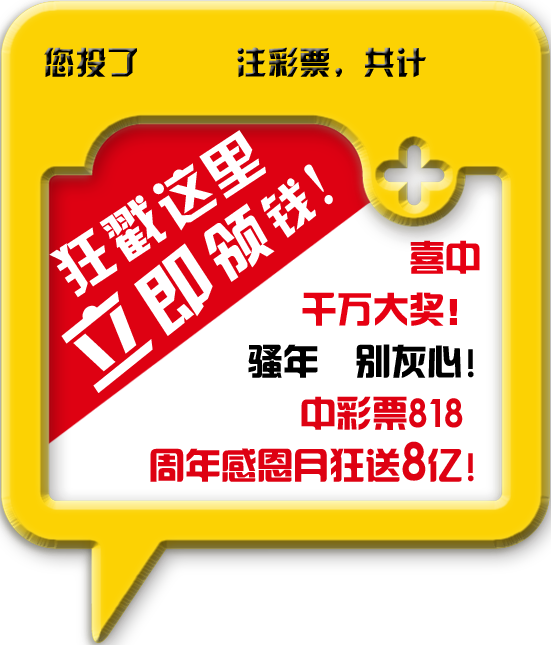 您投了 注彩票，共计
狂戳这里
立即领钱！
喜中
千万大奖！
骚年 别灰心！
中彩票818
周年感恩月狂送8亿！